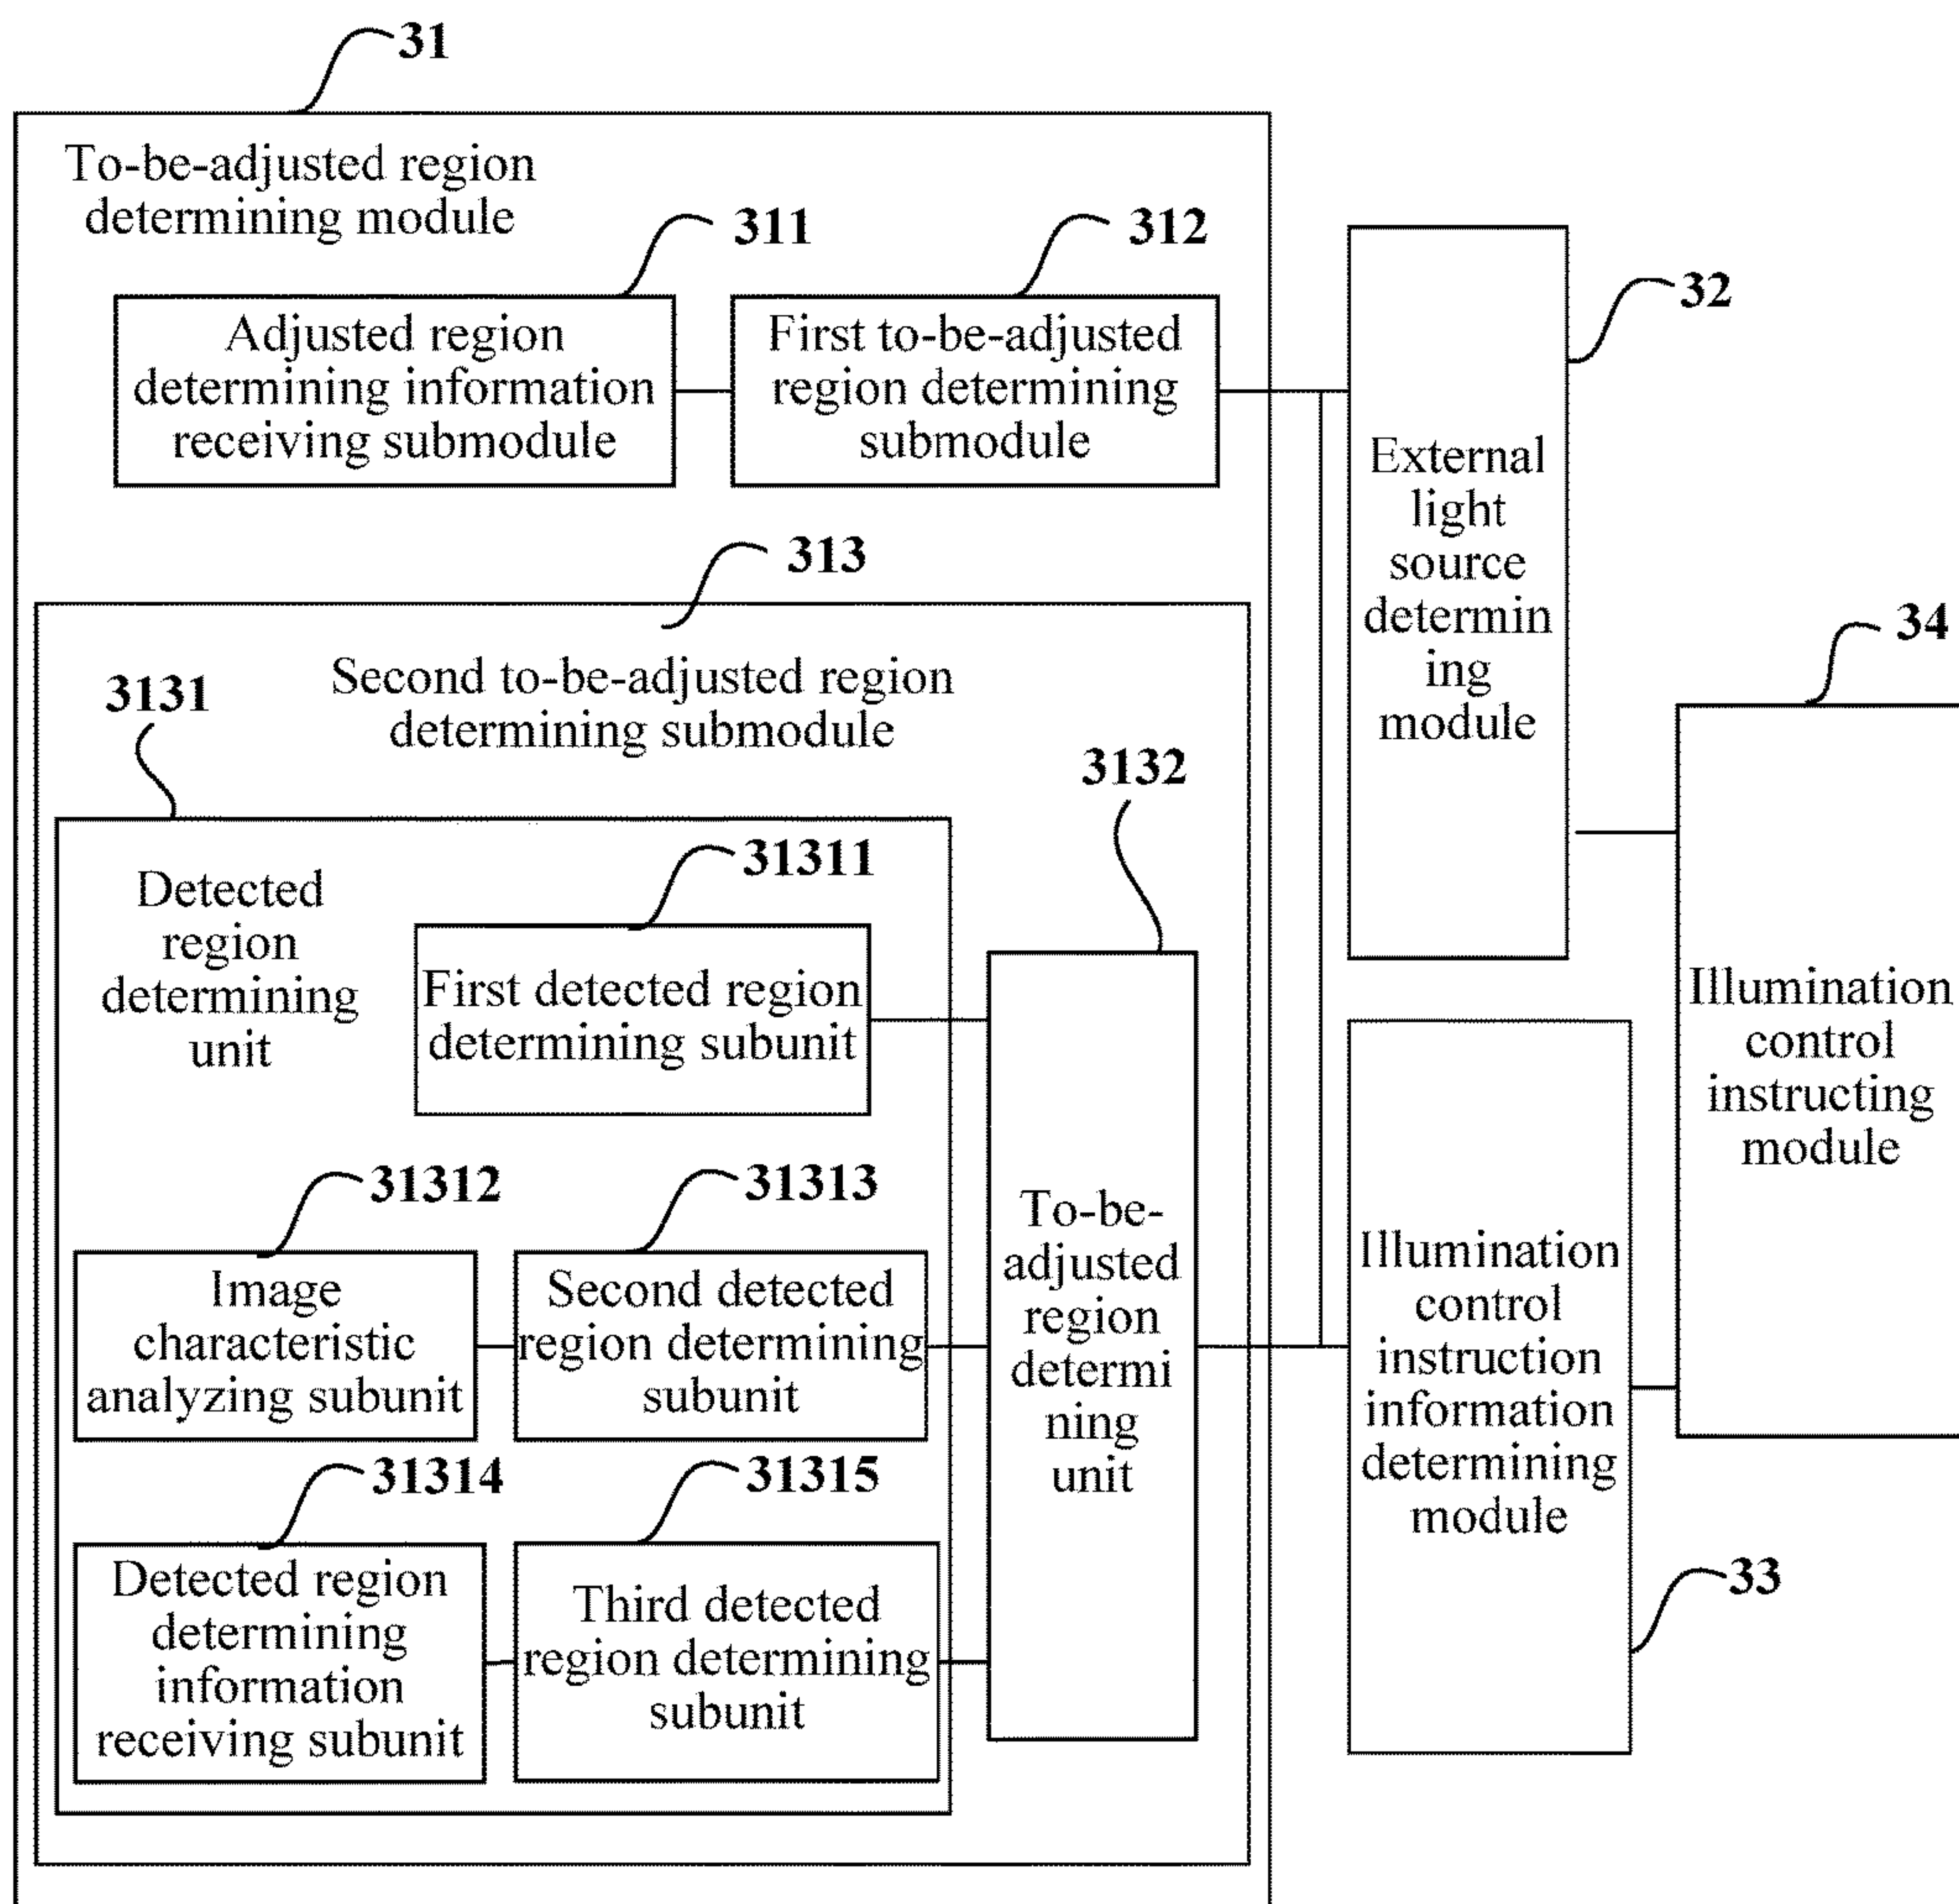 31
To-be-adjusted region
determining module
311
312
Adjusted region
determining information
receiving submodule
First to-be-adjusted
region determining
submodule
32
External
light
source
determin
ing
module
313
Second to-be-adjusted region
determining submodule
34
Illumination
control
instructing
module
3131
Detected
region
determining
unit
3132
To-be-
adjusted
region
determi
ning
unit
31311
First detected region
determining subunit
31312
Image
characteristic
analyzing subunit
31313
Second detected
region determining
subunit
31314
Detected region
determining
information
receiving subunit
31315
Third detected
region determining
subunit
Illumination
control
instruction
information
determining
module
33